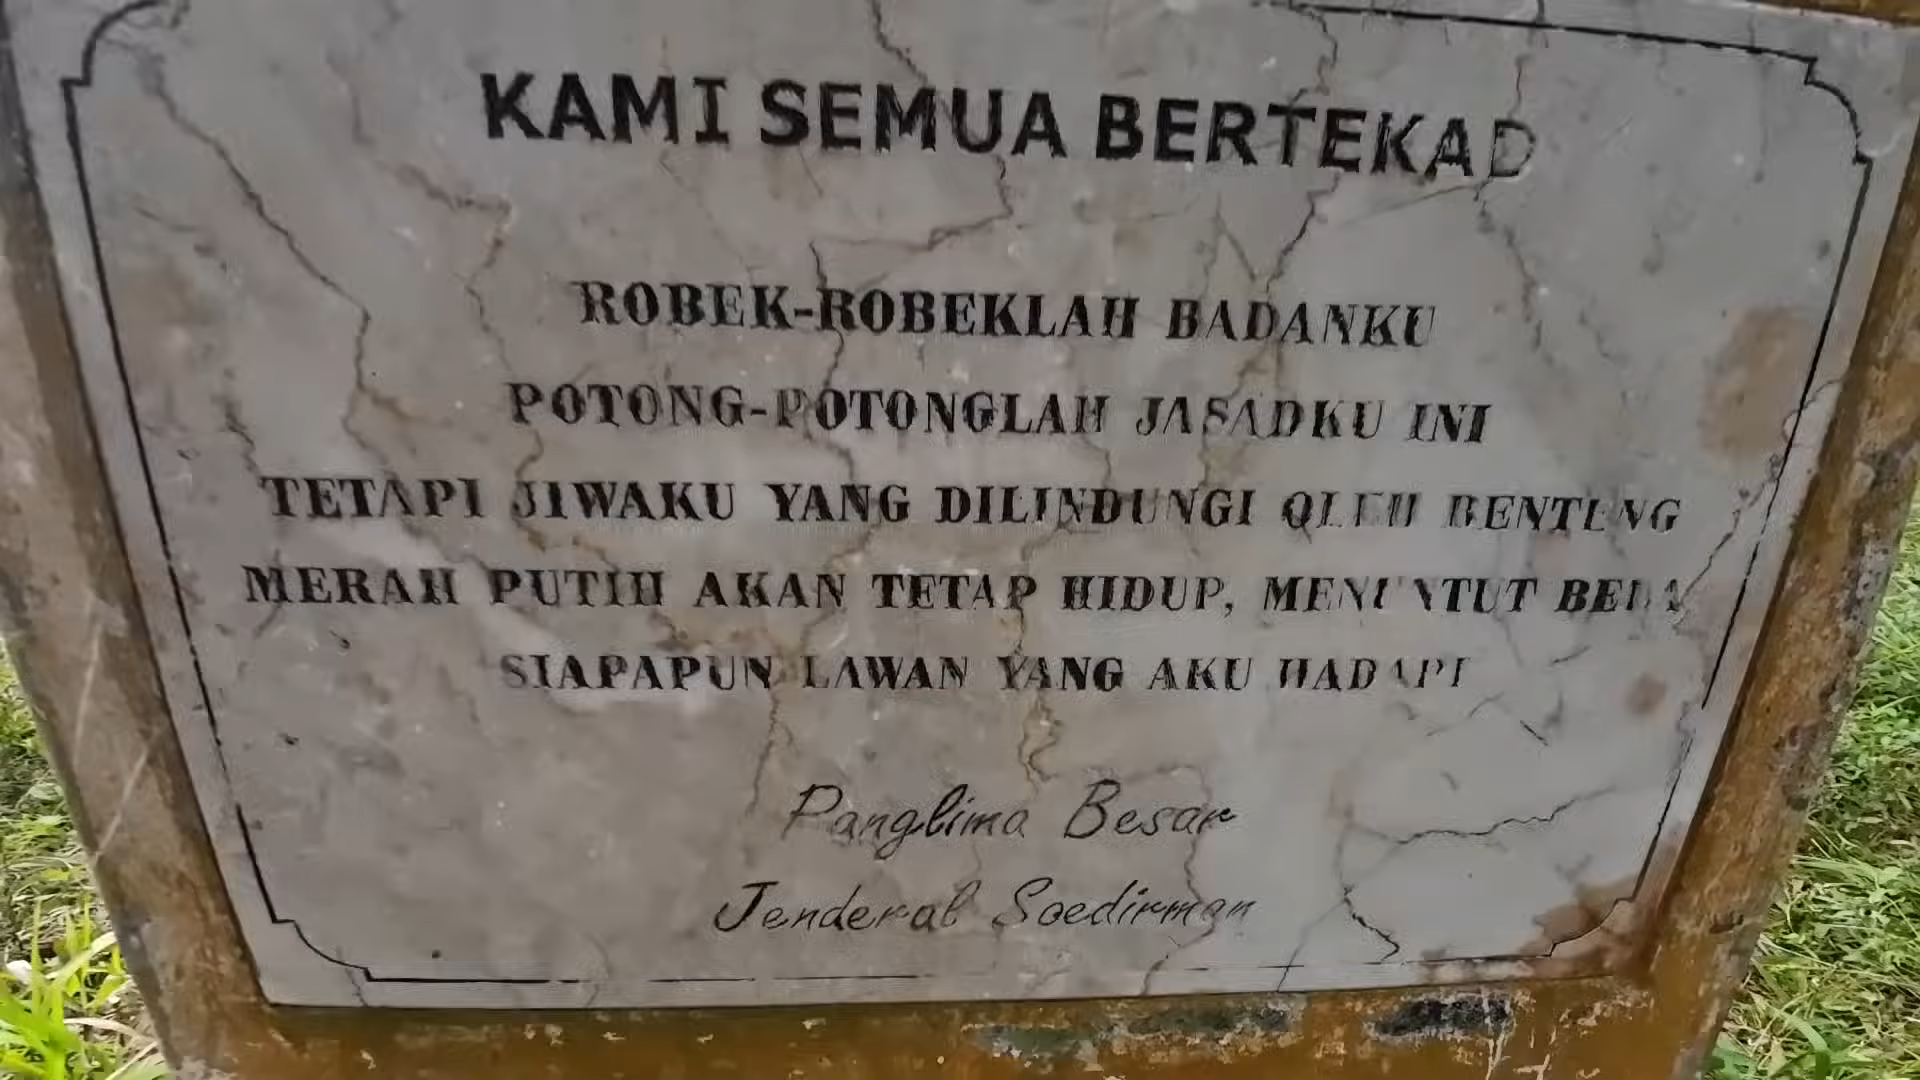 KAMI SEMUA BERTEKAD
ROBEK-ROBEKLAH BADANKU
POTONG-POTONGLAH JASADKU INI
TETAPI JIWAKU YANG DILINDUNGI OLEH BENTENG
MERAH PUTIH AKAN TETAP HIDUP, MENUNTUT BELA
SIAPAPUN LAWAN YANG AKU HADAPI
Panglima Besar
Jenderal Soedirman